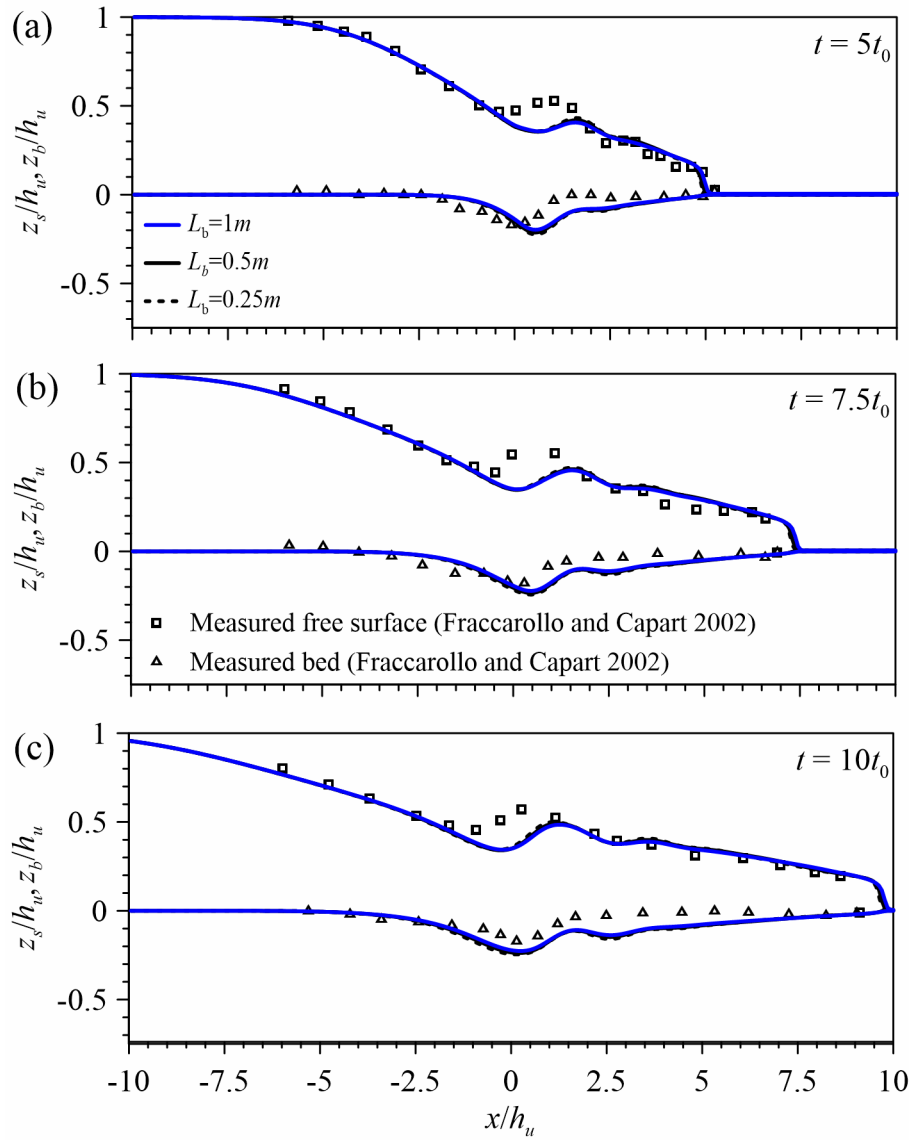 (a)
t = 5t0
1
0.5
0
-0.5
zs/hu, zb/hu
Lb=1m
Lb=0.5m
Lb=0.25m
(b)
t = 7.5t0
1
0.5
0
-0.5
zs/hu, zb/hu
Measured free surface (Fraccarollo and Capart 2002)
Measured bed (Fraccarollo and Capart 2002)
(c)
t = 10t0
1
0.5
0
-0.5
zs/hu, zb/hu
-10 -7.5 -5 -2.5 0 2.5 5 7.5 10
x/hu